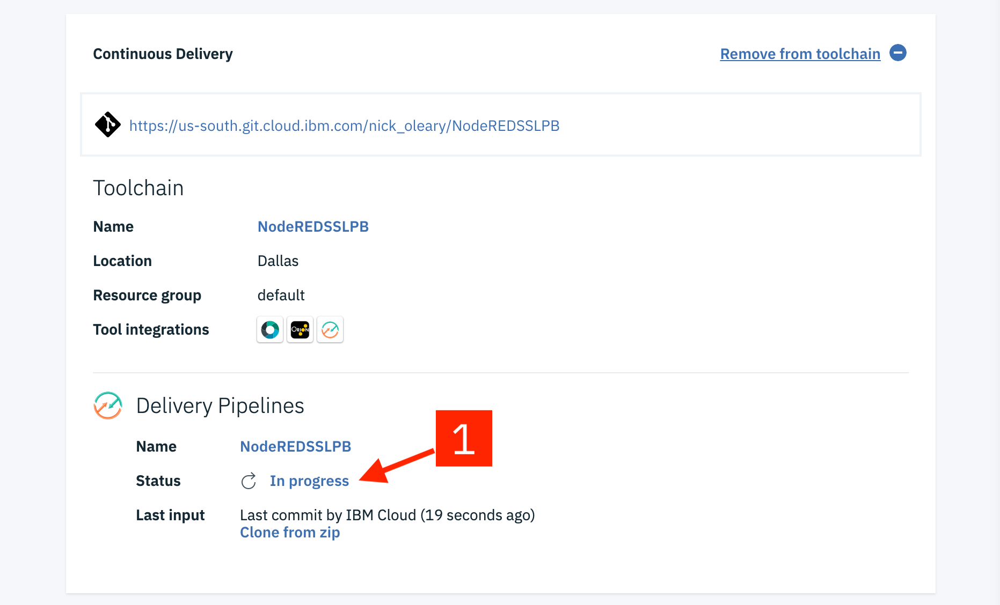 Continuous Delivery
Remove from toolchain
https://us-south.git.cloud.ibm.com/nick_oleary/NodeREDSSLPB
Toolchain
Name NodeREDSSLPB
Location Dallas
Resource group default
Tool integrations ORION
Delivery Pipelines
1
Name NodeREDSSLPB
Status In progress
Last input Last commit by IBM Cloud (19 seconds ago)
Clone from zip